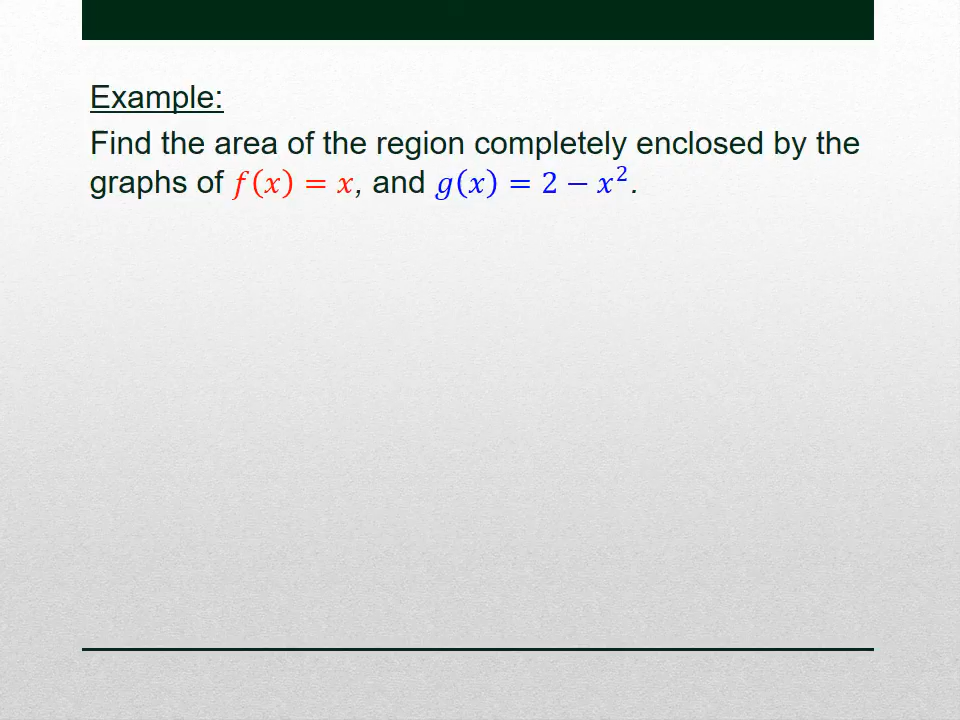 Example:
Find the area of the region completely enclosed by the
graphs of f(x) = x, and g(x) = 2 − x².